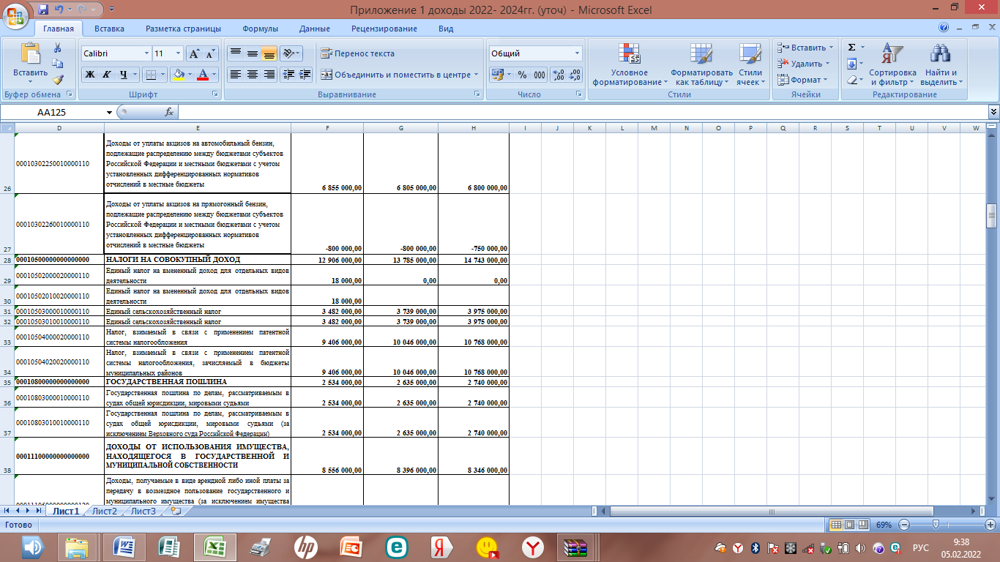 Приложение 1 доходы 2022- 2024гг. (уточ) - Microsoft Excel
Главная Вставка Разметка страницы Формулы Данные Рецензирование Вид
Вставить
Буфер обмена
Calibri 11
Ж К Ч
Шрифт
Перенос текста
Объединить и поместить в центре
Выравнивание
Общий
% 000
Число
Условное форматирование
Форматировать как таблицу
Стили ячеек
Стили
Вставить
Удалить
Формат
Ячейки
Σ
Сортировка и фильтр
Найти и выделить
Редактирование
AA125 fx
D E F G H I J K L M N O P Q R S T U V W
Доходы от уплаты акцизов на автомобильный бензин,
подлежащие распределению между бюджетами субъектов
00010302250010000110 Российской Федерации и местными бюджетами с учетом
установленных дифференцированных нормативов
26 отчислений в местные бюджеты 6 855 000,00 6 805 000,00 6 800 000,00
Доходы от уплаты акцизов на прямогонный бензин,
подлежащие распределению между бюджетами субъектов
00010302260010000110 Российской Федерации и местными бюджетами с учетом
установленных дифференцированных нормативов
27 отчислений в местные бюджеты -800 000,00 -800 000,00 -750 000,00
28 00010500000000000000 НАЛОГИ НА СОВОКУПНЫЙ ДОХОД 12 906 000,00 13 785 000,00 14 743 000,00
00010502000020000110 Единый налог на вмененный доход для отдельных видов
29 деятельности 18 000,00 0,00 0,00
00010502010020000110 Единый налог на вмененный доход для отдельных видов
30 деятельности 18 000,00
31 00010503000010000110 Единый сельскохозяйственный налог 3 482 000,00 3 739 000,00 3 975 000,00
32 00010503010010000110 Единый сельскохозяйственный налог 3 482 000,00 3 739 000,00 3 975 000,00
00010504000020000110 Налог, взимаемый в связи с применением патентной
33 системы налогообложения 9 406 000,00 10 046 000,00 10 768 000,00
Налог, взимаемый в связи с применением патентной
00010504020020000110 системы налогообложения, зачисляемый в бюджеты
34 муниципальных районов 9 406 000,00 10 046 000,00 10 768 000,00
35 00010800000000000000 ГОСУДАРСТВЕННАЯ ПОШЛИНА 2 534 000,00 2 635 000,00 2 740 000,00
00010803000010000110 Государственная пошлина по делам, рассматриваемым в
36 судах общей юрисдикции, мировыми судьями 2 534 000,00 2 635 000,00 2 740 000,00
Государственная пошлина по делам, рассматриваемым в
00010803010010000110 судах общей юрисдикции, мировыми судьями (за
37 исключением Верховного суда Российской Федерации) 2 534 000,00 2 635 000,00 2 740 000,00
ДОХОДЫ ОТ ИСПОЛЬЗОВАНИЯ ИМУЩЕСТВА,
00011100000000000000 НАХОДЯЩЕГОСЯ В ГОСУДАРСТВЕННОЙ И
38 МУНИЦИПАЛЬНОЙ СОБСТВЕННОСТИ 8 556 000,00 8 396 000,00 8 346 000,00
Доходы, получаемые в виде арендной либо иной платы за
передачу в возмездное пользование государственного и
муниципального имущества (за исключением имущества
Лист1 Лист2 Лист3
Готово 69%
РУС 9:38
05.02.2022